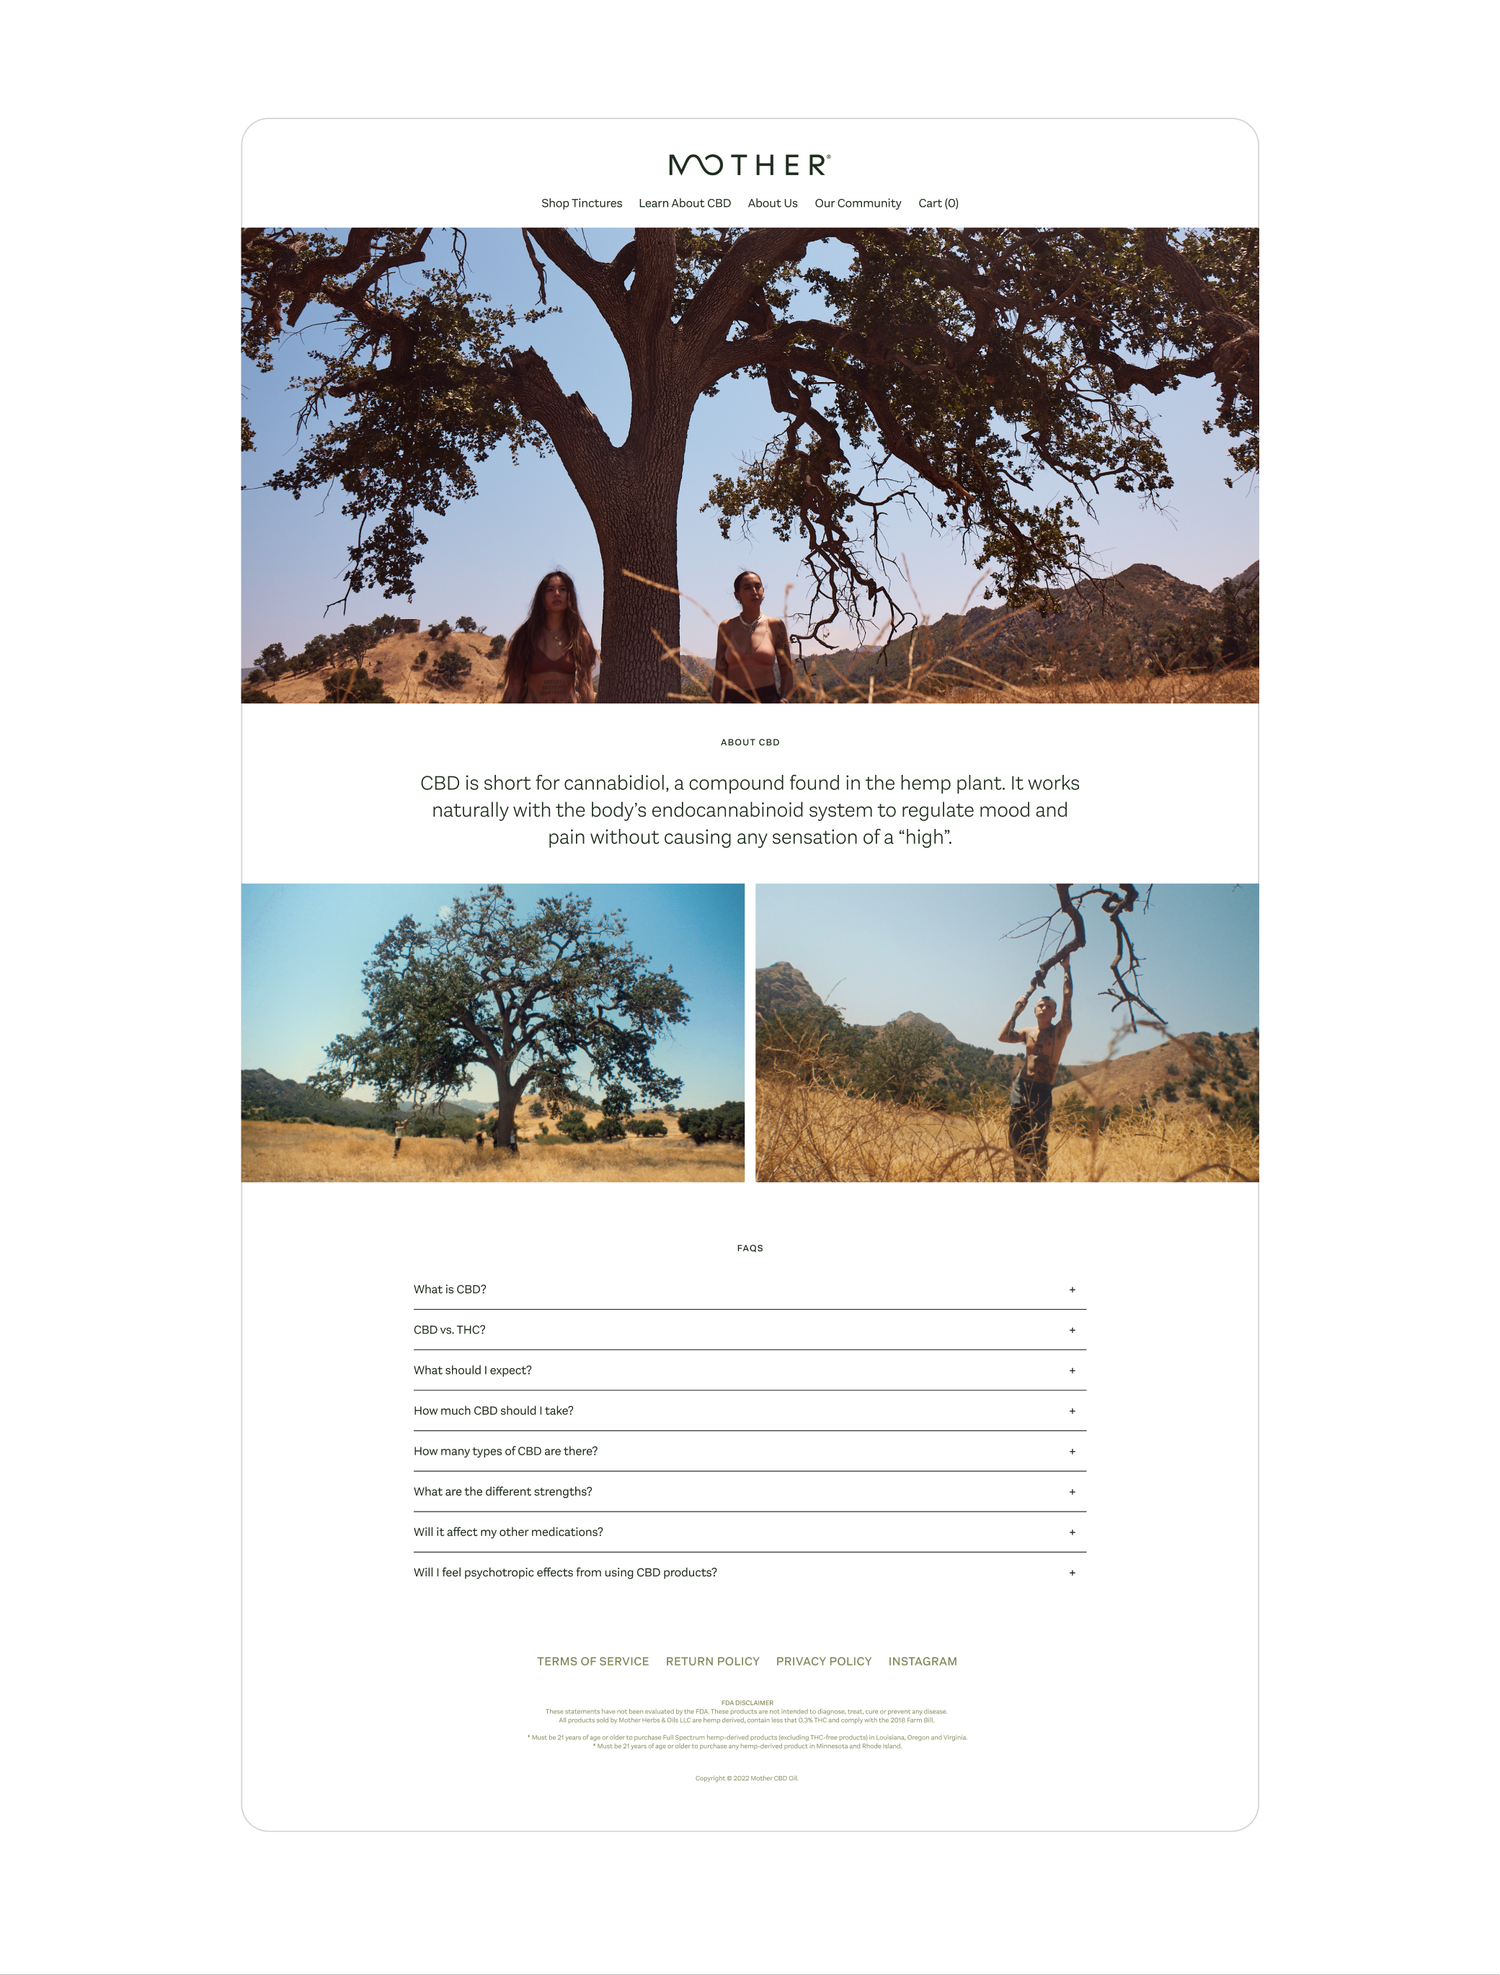 MOTHER®
Shop Tinctures Learn About CBD About Us Our Community Cart (0)
ABOUT CBD
CBD is short for cannabidiol, a compound found in the hemp plant. It works
naturally with the body’s endocannabinoid system to regulate mood and
pain without causing any sensation of a “high”.
FAQS
What is CBD? +
CBD vs. THC? +
What should I expect? +
How much CBD should I take? +
How many types of CBD are there? +
What are the different strengths? +
Will it affect my other medications? +
Will I feel psychotropic effects from using CBD products? +
TERMS OF SERVICE RETURN POLICY PRIVACY POLICY INSTAGRAM
FDA DISCLAIMER
These statements have not been evaluated by the FDA. These products are not intended to diagnose, treat, cure or prevent any disease.
All products sold by Mother Herbs & Oils LLC are hemp derived, contain less that 0.3% THC and comply with the 2018 Farm Bill.
* Must be 21 years of age or older to purchase Full Spectrum hemp-derived products (excluding THC-free products) in Louisiana, Oregon and Virginia.
* Must be 21 years of age or older to purchase any hemp-derived product in Minnesota and Rhode Island.
Copyright © 2022 Mother CBD Oil.